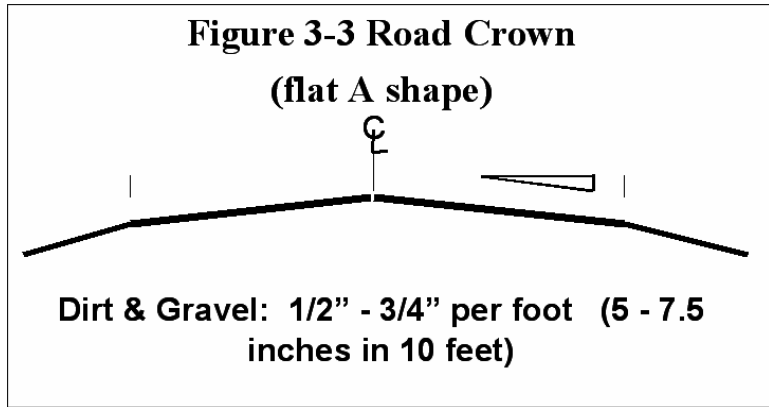 Figure 3-3 Road Crown
(flat A shape)
℄
Dirt & Gravel: 1/2” - 3/4” per foot (5 - 7.5
inches in 10 feet)